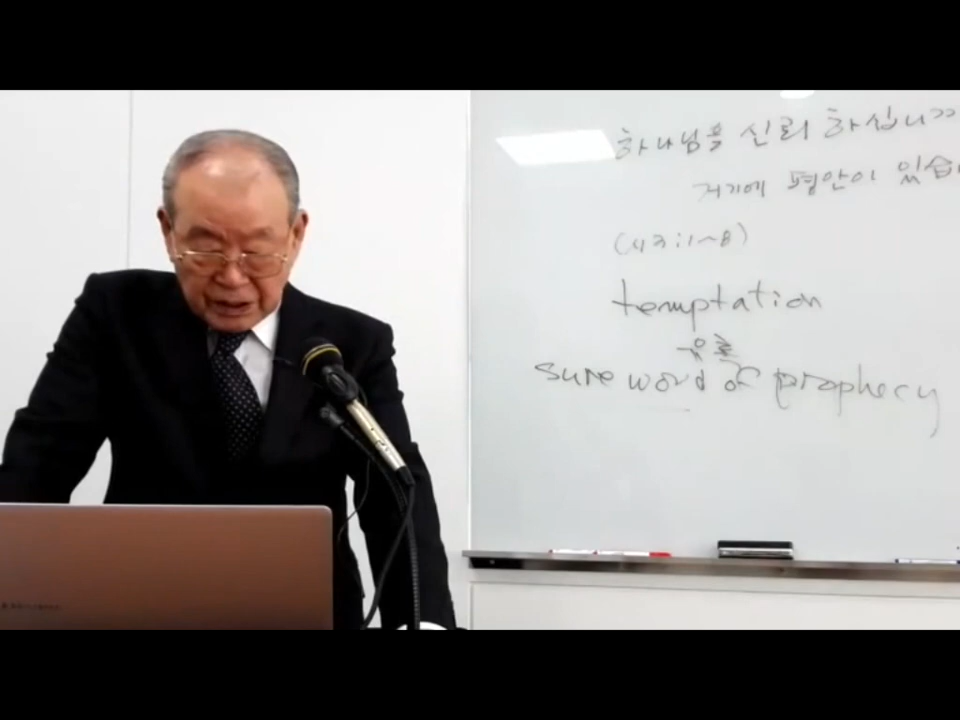 하나님을 신뢰 하십니까
거기에 평안이 있습
(시3:1~8)
temptation
유혹
sure word of prophecy